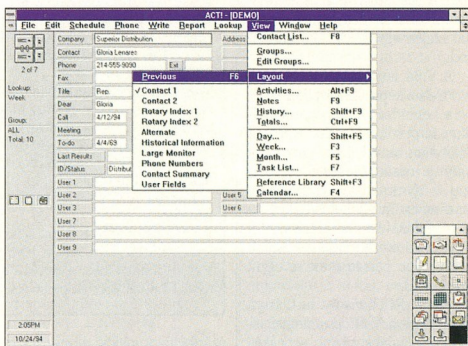 ACT! - [DEMO]
File Edit Schedule Phone Write Report Lookup View Window Help
2 of 7
Lookup:
Week
Group:
ALL
Total: 10
2:05PM
10/24/94
Company Superior Distribution Address
Contact Gloria Lenares
Phone 214-555-9090 Ext
Fax
Title Rep.
Dear Gloria
Call 4/12/94
Meeting
To-do 4/4/69
Last Results
ID/Status Distribut
User 1
User 2 User 5
User 3 User 6
User 7
User 8
User 9
Contact List... F8
Groups...
Edit Groups...
Layout
Activities... Alt+F9
Notes F9
History... Shift+F9
Totals... Ctrl+F9
Day... Shift+F5
Week... F3
Month... F5
Task List... F7
Reference Library Shift+F3
Calendar... F4
Previous F6
Contact 1
Contact 2
Rotary Index 1
Rotary Index 2
Alternate
Historical Information
Large Monitor
Phone Numbers
Contact Summary
User Fields